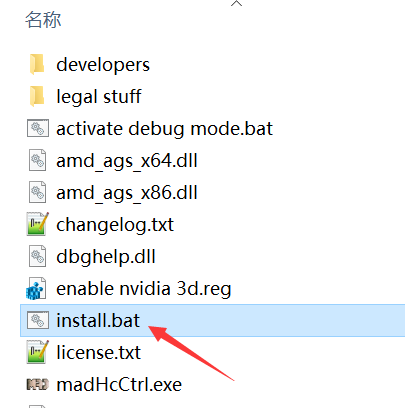 名称
developers
legal stuff
activate debug mode.bat
amd_ags_x64.dll
amd_ags_x86.dll
changelog.txt
dbghelp.dll
enable nvidia 3d.reg
install.bat
license.txt
madHcCtrl.exe